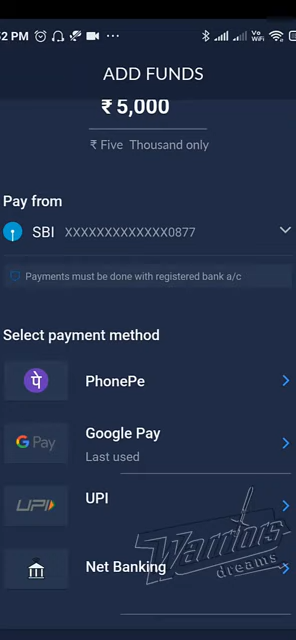 :52 PM
Vo
WiFi
ADD FUNDS
₹ 5,000
₹ Five Thousand only
Pay from
SBI XXXXXXXXXXXXX0877
Payments must be done with registered bank a/c
Select payment method
पे PhonePe
G Pay Google Pay
Last used
UPI UPI
Net Banking
Warriors
dreams